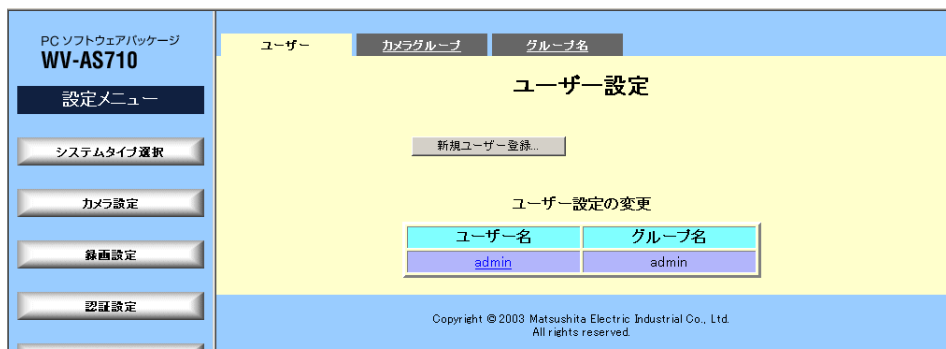 PC ソフトウェアパッケージ
WV-AS710
設定メニュー
システムタイプ選択
カメラ設定
録画設定
認証設定
ユーザー
カメラグループ
グループ名
ユーザー設定
新規ユーザー登録...
ユーザー設定の変更
ユーザー名 グループ名
admin admin
Copyright © 2003 Matsushita Electric Industrial Co., Ltd.
All rights reserved.